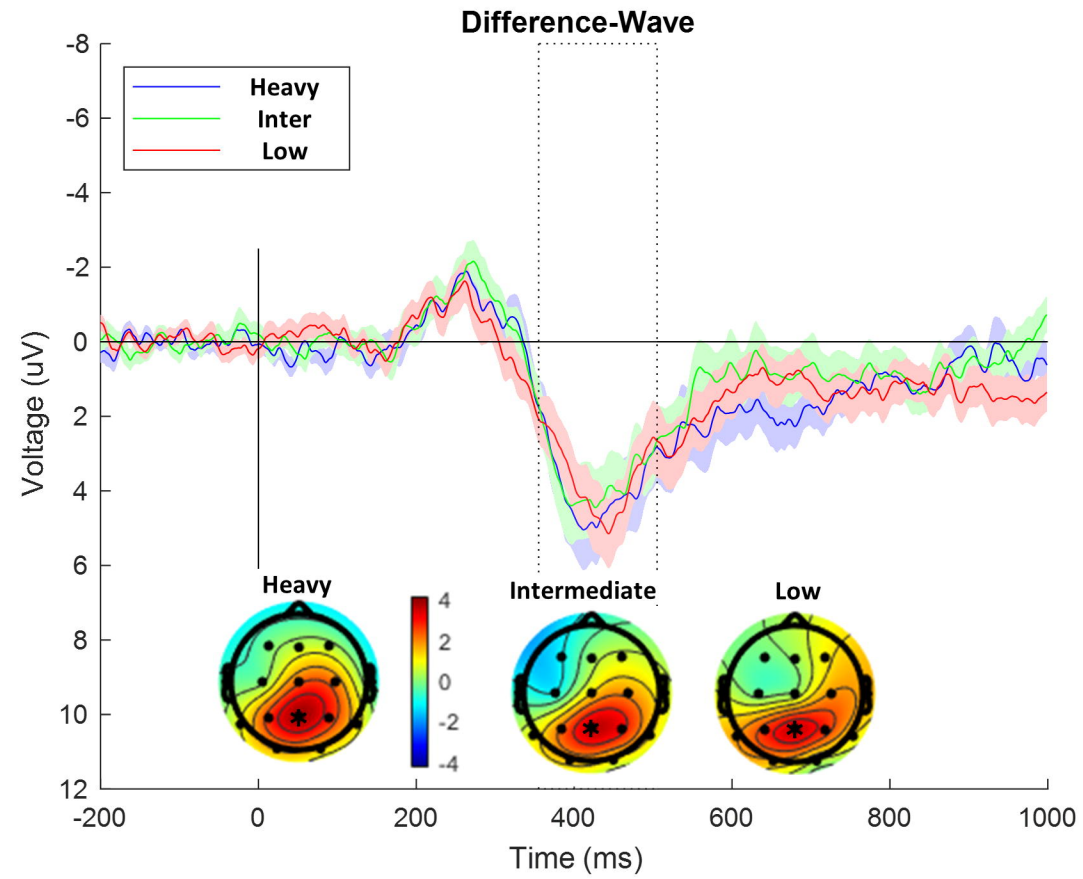 Difference-Wave
-8
Heavy
Inter
Low
-6
-4
-2
0
2
4
6
8
10
12
Voltage (uV)
Heavy
Intermediate
Low
4
2
0
-2
-4
*
*
*
-200
0
200
400
600
800
1000
Time (ms)